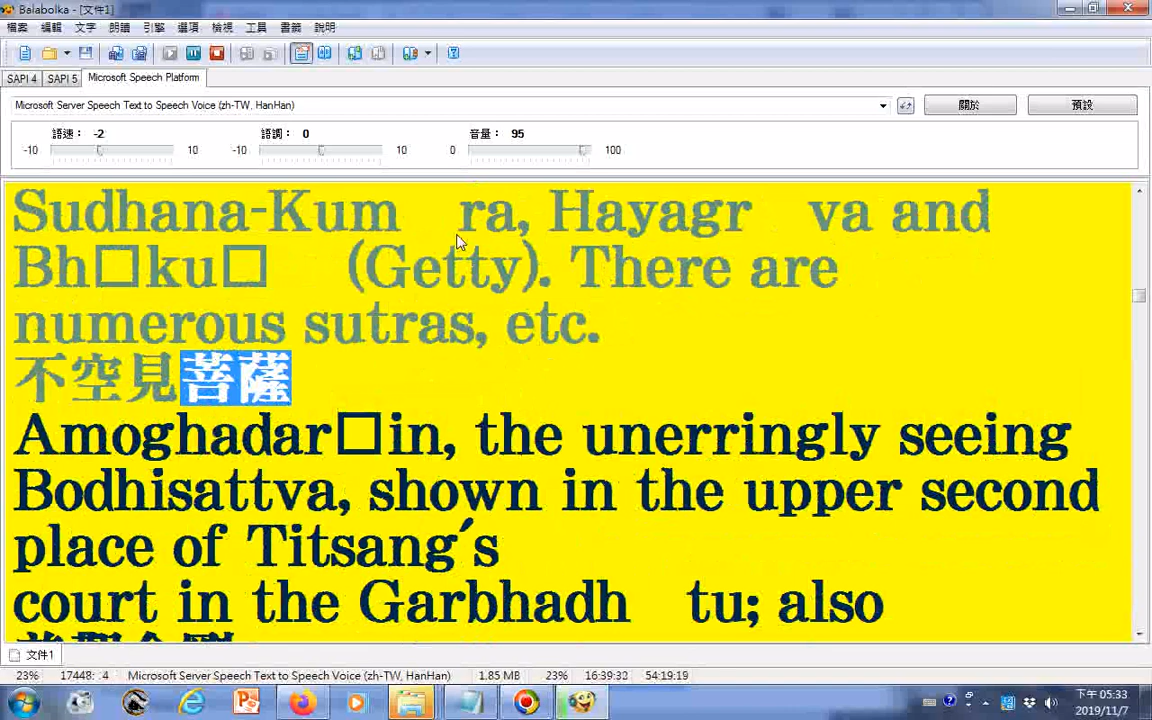 Balabolka - [文件1]
檔案 編輯 文字 朗讀 引擎 選項 檢視 工具 書籤 說明
SAPI 4 SAPI 5 Microsoft Speech Platform
Microsoft Server Speech Text to Speech Voice (zh-TW, HanHan) 關於 預設
語速： -2 語調： 0 音量： 95
-10 10 -10 10 0 100
Sudhana-Kum ra, Hayagr va and
Bh□ku□ (Getty). There are
numerous sutras, etc.
不空見菩薩
Amoghadar□in, the unerringly seeing
Bodhisattva, shown in the upper second
place of Titsang′s
court in the Garbhadh tu; also
文件1
23% 17448: 4 Microsoft Server Speech Text to Speech Voice (zh-TW, HanHan) 1.85 MB 23% 16:39:32 54:19:19
下午 05:33
2019/11/7